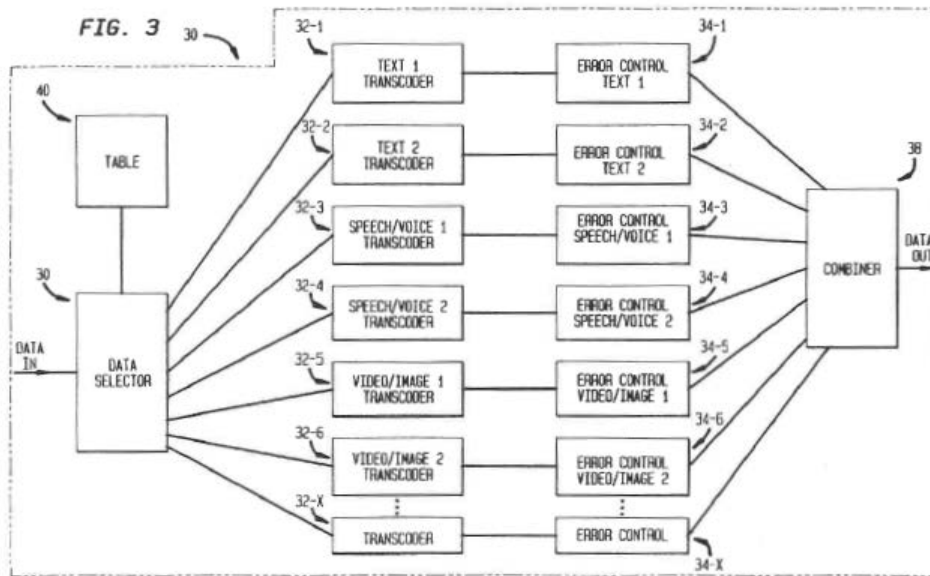 FIG. 3
30
32-1
34-1
TEXT 1
TRANSCODER
ERROR CONTROL
TEXT 1
40
TABLE
32-2
34-2
TEXT 2
TRANSCODER
ERROR CONTROL
TEXT 2
38
32-3
34-3
SPEECH/VOICE 1
TRANSCODER
ERROR CONTROL
SPEECH/VOICE 1
COMBINER
DATA
OUT
30
32-4
34-4
SPEECH/VOICE 2
TRANSCODER
ERROR CONTROL
SPEECH/VOICE 2
DATA
IN
DATA
SELECTOR
32-5
34-5
VIDEO/IMAGE 1
TRANSCODER
ERROR CONTROL
VIDEO/IMAGE 1
32-6
34-6
VIDEO/IMAGE 2
TRANSCODER
ERROR CONTROL
VIDEO/IMAGE 2
32-X
TRANSCODER
ERROR CONTROL
34-X